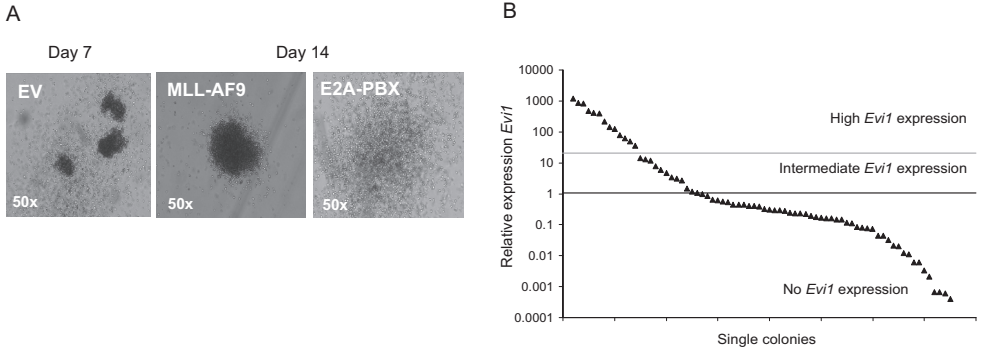 A
Day 7
Day 14
EV
50x
MLL-AF9
50x
E2A-PBX
50x
B
Relative expression Evi1
10000
1000
100
10
1
0.1
0.01
0.001
0.0001
High Evi1 expression
Intermediate Evi1 expression
No Evi1 expression
Single colonies